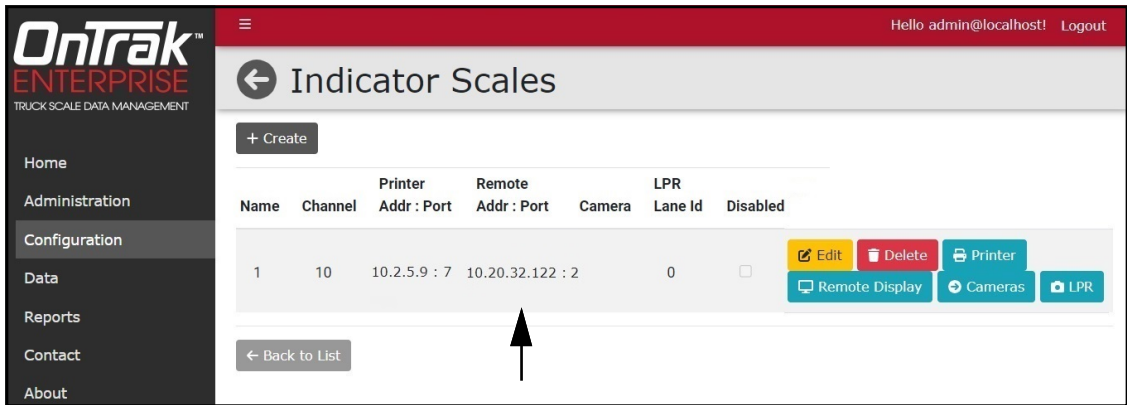 OnTrak™
ENTERPRISE
TRUCK SCALE DATA MANAGEMENT
Home
Administration
Configuration
Data
Reports
Contact
About
Hello admin@localhost! Logout
Indicator Scales
+ Create
Name Channel Printer Addr : Port Remote Addr : Port Camera LPR Lane Id Disabled
1 10 10.2.5.9 : 7 10.20.32.122 : 2 0
Edit Delete Printer
Remote Display Cameras LPR
← Back to List